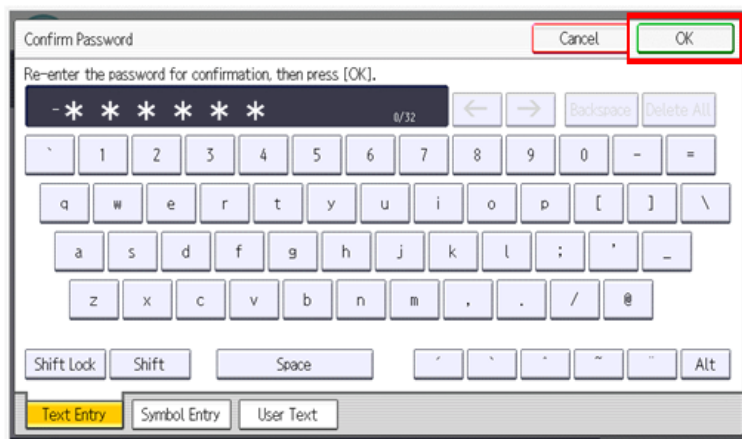 Confirm Password Cancel OK
Re-enter the password for confirmation, then press [OK].
-* * * * * * 0/32 ← → Backspace Delete All
` 1 2 3 4 5 6 7 8 9 0 - =
q w e r t y u i o p [ ] \
a s d f g h j k l ; ' _
z x c v b n m , . / @
Shift Lock Shift Space ´ ` ^ ~ ¨ Alt
Text Entry Symbol Entry User Text